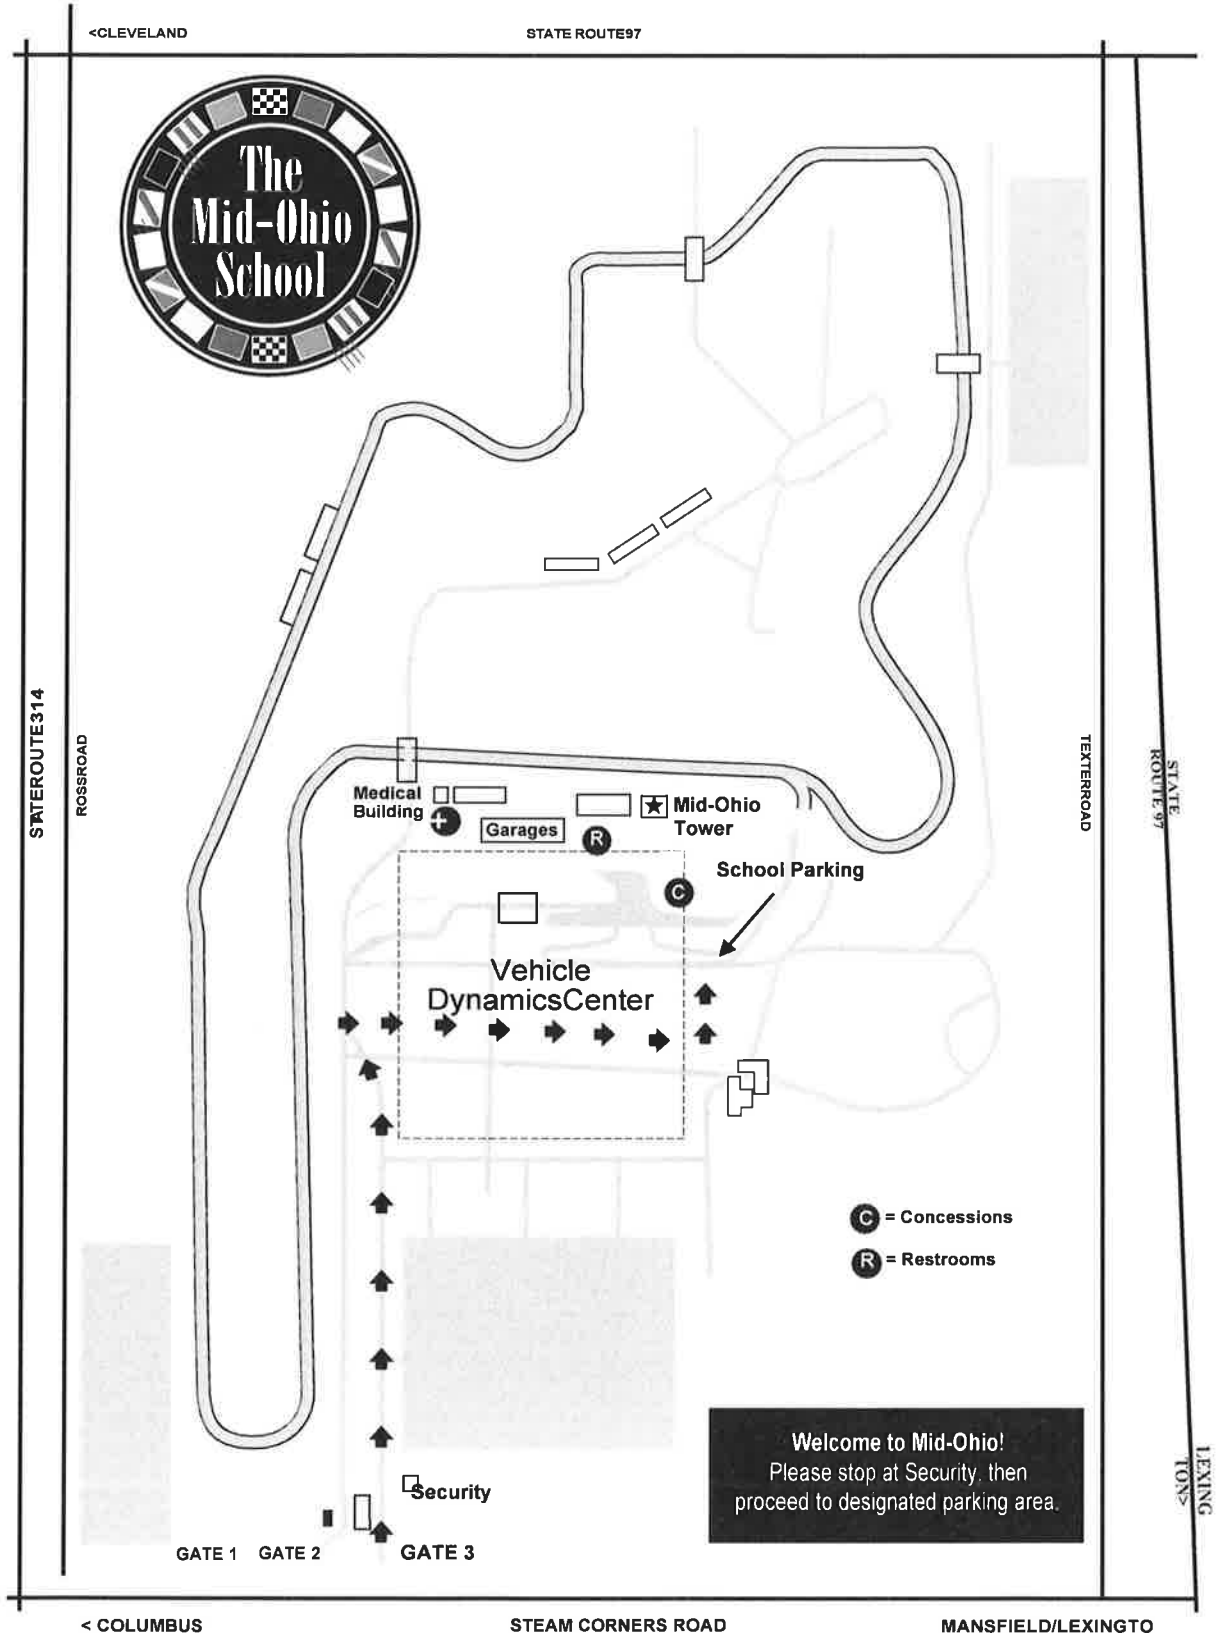 <CLEVELAND
STATE ROUTE97
The
Mid-Ohio
School
STATEROUTE314
ROSSROAD
TEXTERROAD
STATE
ROUTE 97
Medical
Building
Garages
R
Mid-Ohio
Tower
School Parking
C
Vehicle
DynamicsCenter
C = Concessions
R = Restrooms
Welcome to Mid-Ohio!
Please stop at Security, then
proceed to designated parking area.
LEXING
TON>
Security
GATE 1 GATE 2 GATE 3
< COLUMBUS
STEAM CORNERS ROAD
MANSFIELD/LEXINGTO